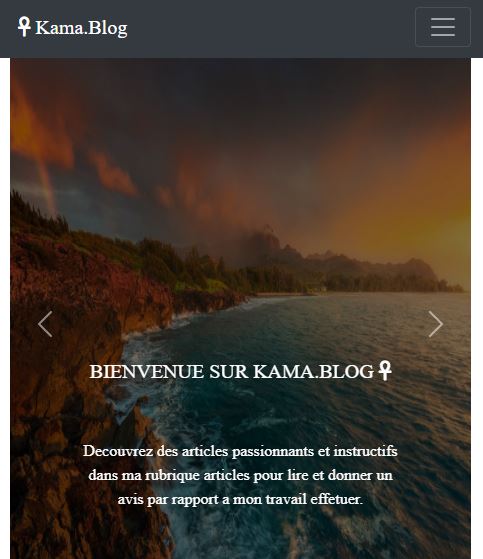 ☥ Kama.Blog
BIENVENUE SUR KAMA.BLOG ☥
Decouvrez des articles passionnants et instructifs
dans ma rubrique articles pour lire et donner un
avis par rapport a mon travail effetuer.